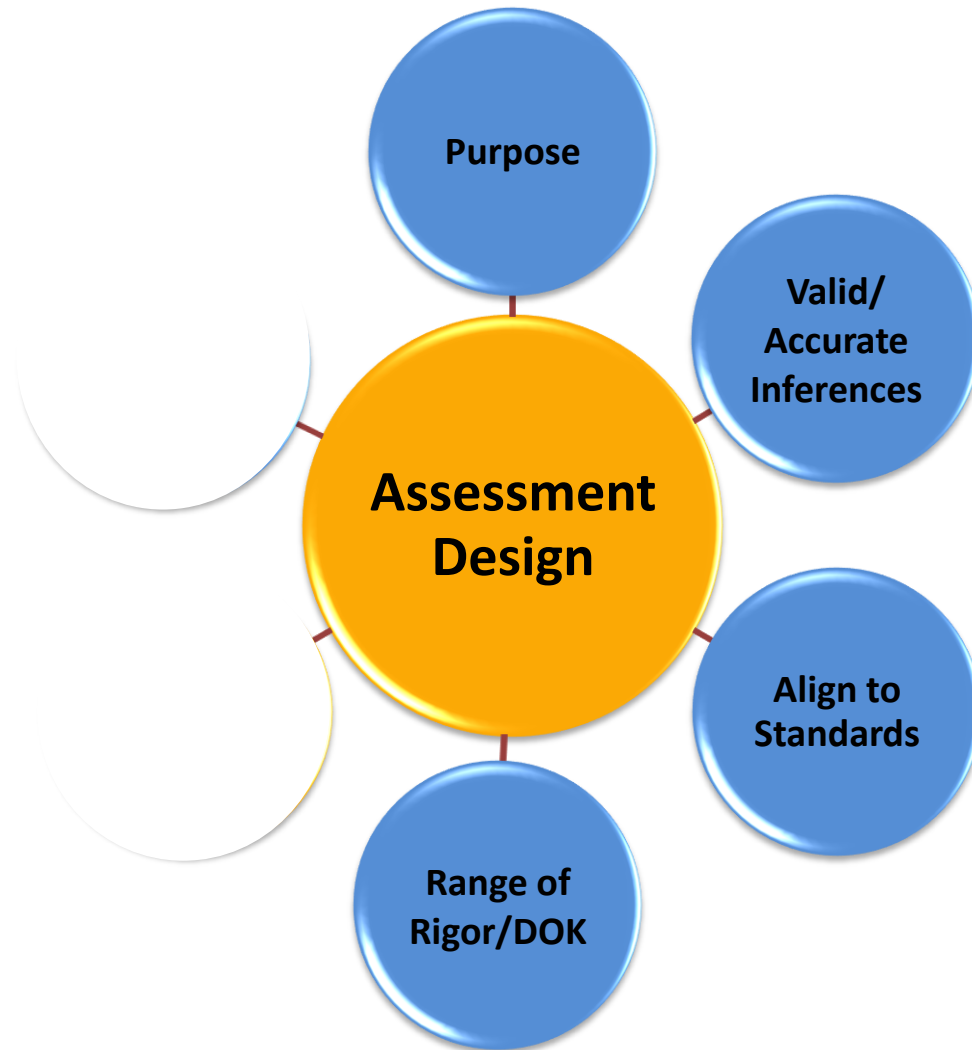 Purpose
Valid/
Accurate
Inferences
Assessment
Design
Align to
Standards
Range of
Rigor/DOK